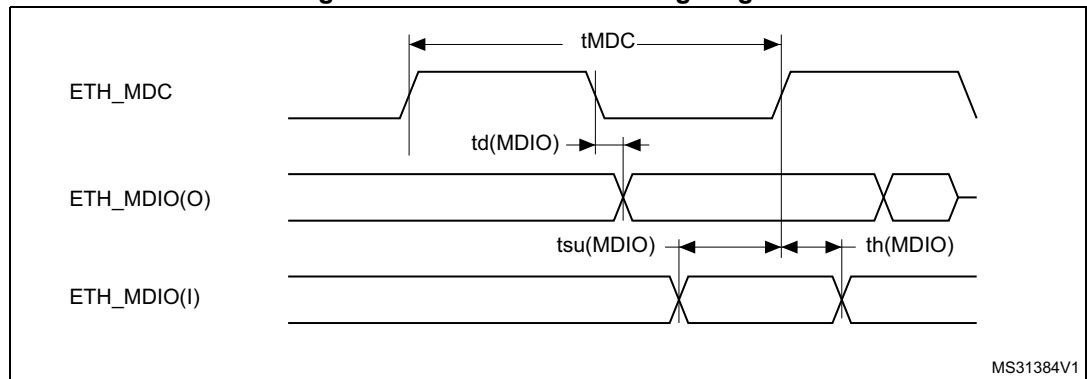 tMDC
ETH_MDC
td(MDIO)
ETH_MDIO(O)
tsu(MDIO)
th(MDIO)
ETH_MDIO(I)
MS31384V1